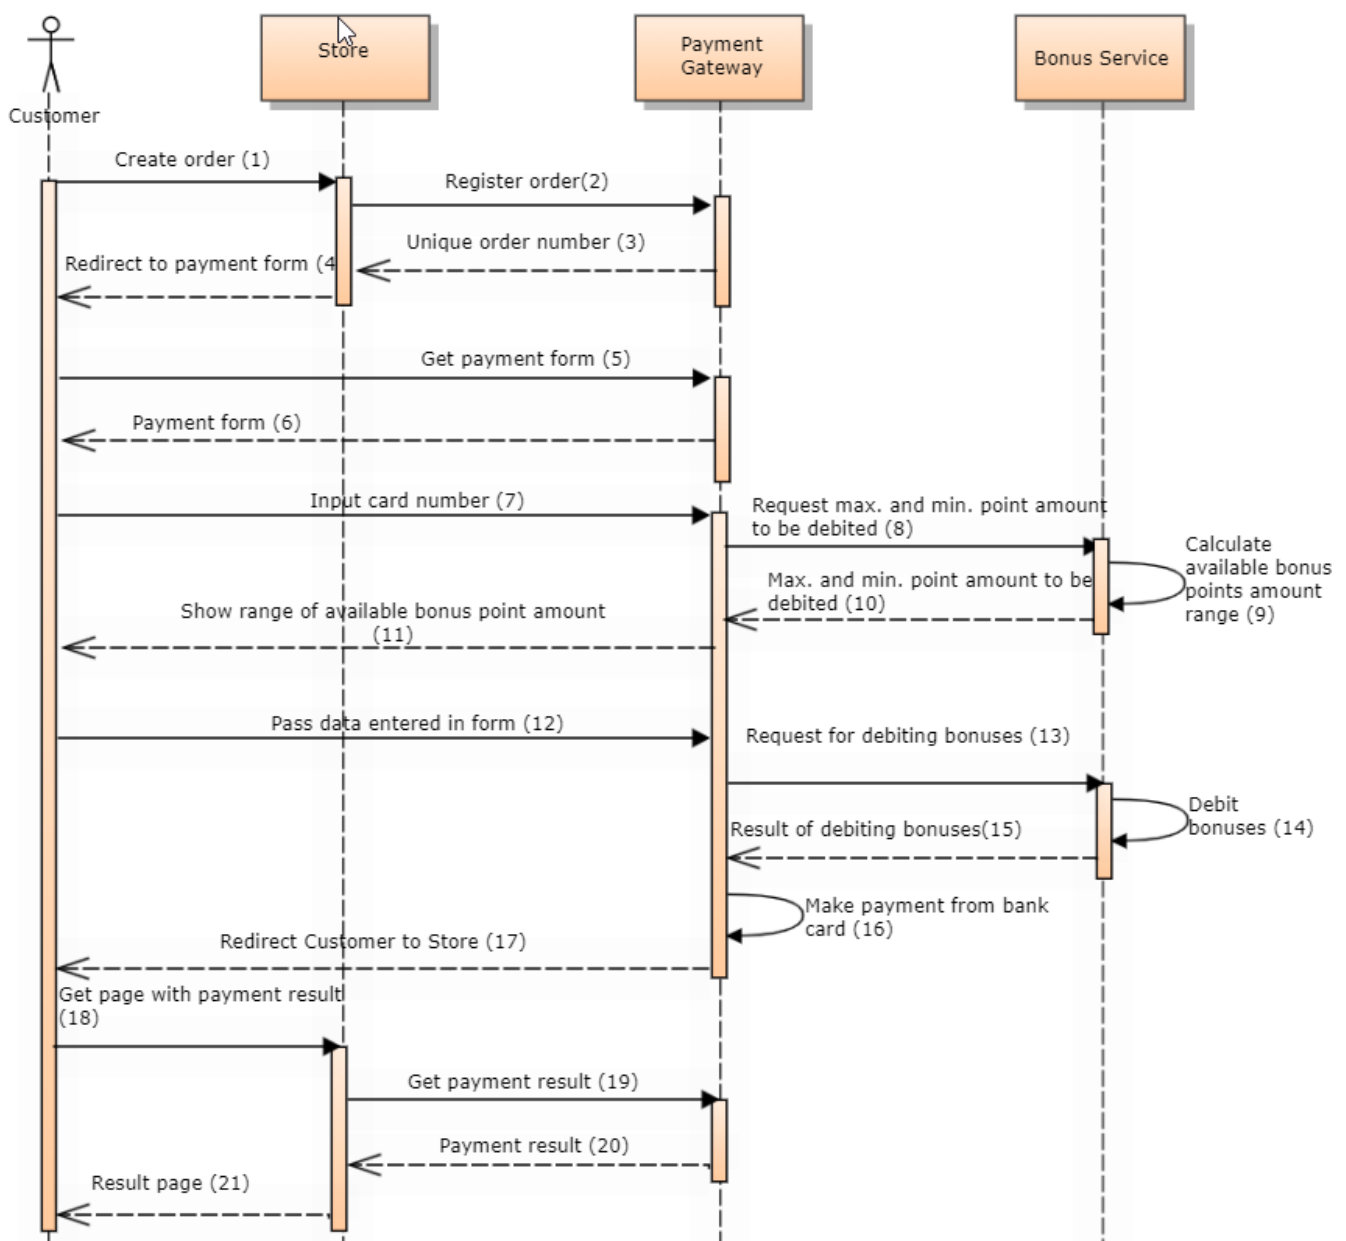 Customer
Store
Payment
Gateway
Bonus Service
Create order (1)
Register order(2)
Unique order number (3)
Redirect to payment form (4
Get payment form (5)
Payment form (6)
Input card number (7)
Request max. and min. point amount
to be debited (8)
Calculate
available bonus
points amount
range (9)
Max. and min. point amount to be
debited (10)
Show range of available bonus point amount
(11)
Pass data entered in form (12)
Request for debiting bonuses (13)
Debit
bonuses (14)
Result of debiting bonuses(15)
Make payment from bank
card (16)
Redirect Customer to Store (17)
Get page with payment result
(18)
Get payment result (19)
Payment result (20)
Result page (21)